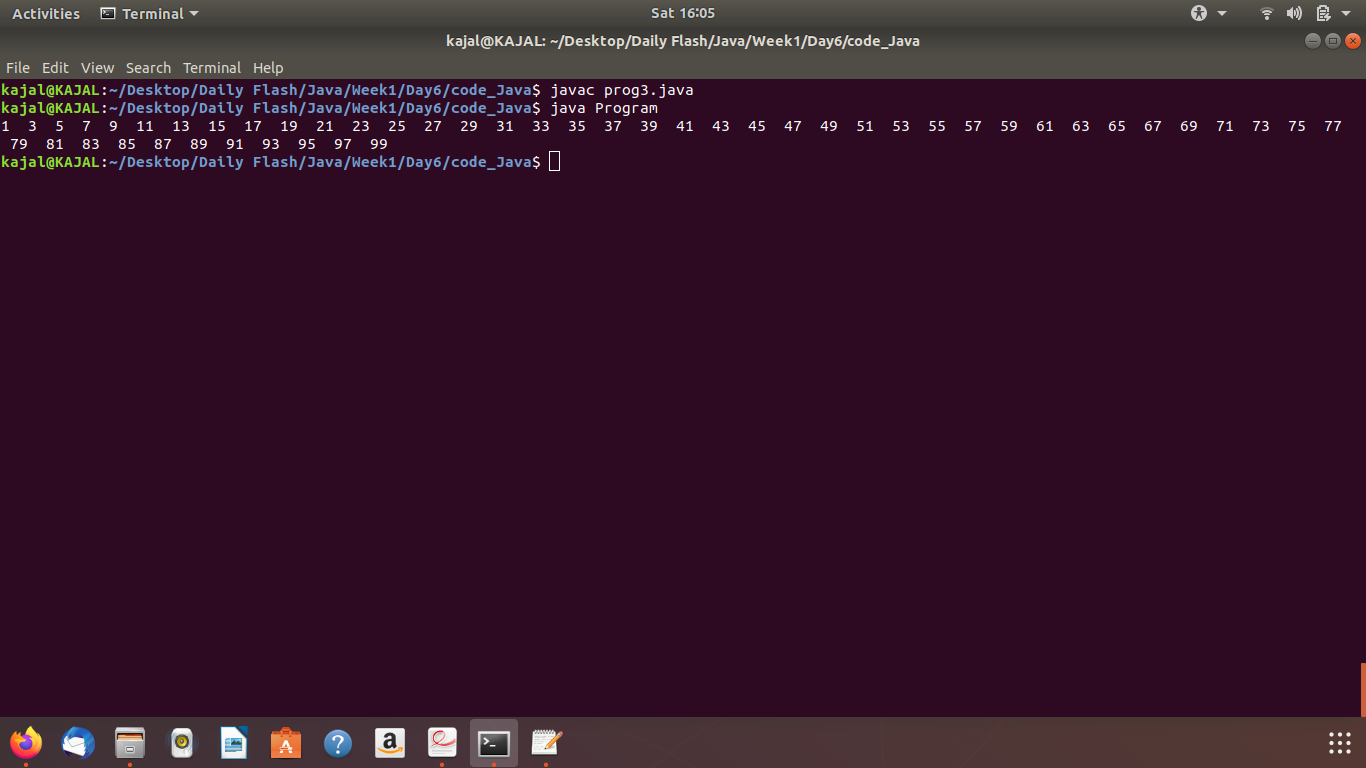 Activities Terminal Sat 16:05
kajal@KAJAL: ~/Desktop/Daily Flash/Java/Week1/Day6/code_Java
File Edit View Search Terminal Help
kajal@KAJAL:~/Desktop/Daily Flash/Java/Week1/Day6/code_Java$ javac prog3.java
kajal@KAJAL:~/Desktop/Daily Flash/Java/Week1/Day6/code_Java$ java Program
1  3  5  7  9  11  13  15  17  19  21  23  25  27  29  31  33  35  37  39  41  43  45  47  49  51  53  55  57  59  61  63  65  67  69  71  73  75  77
 79  81  83  85  87  89  91  93  95  97  99
kajal@KAJAL:~/Desktop/Daily Flash/Java/Week1/Day6/code_Java$